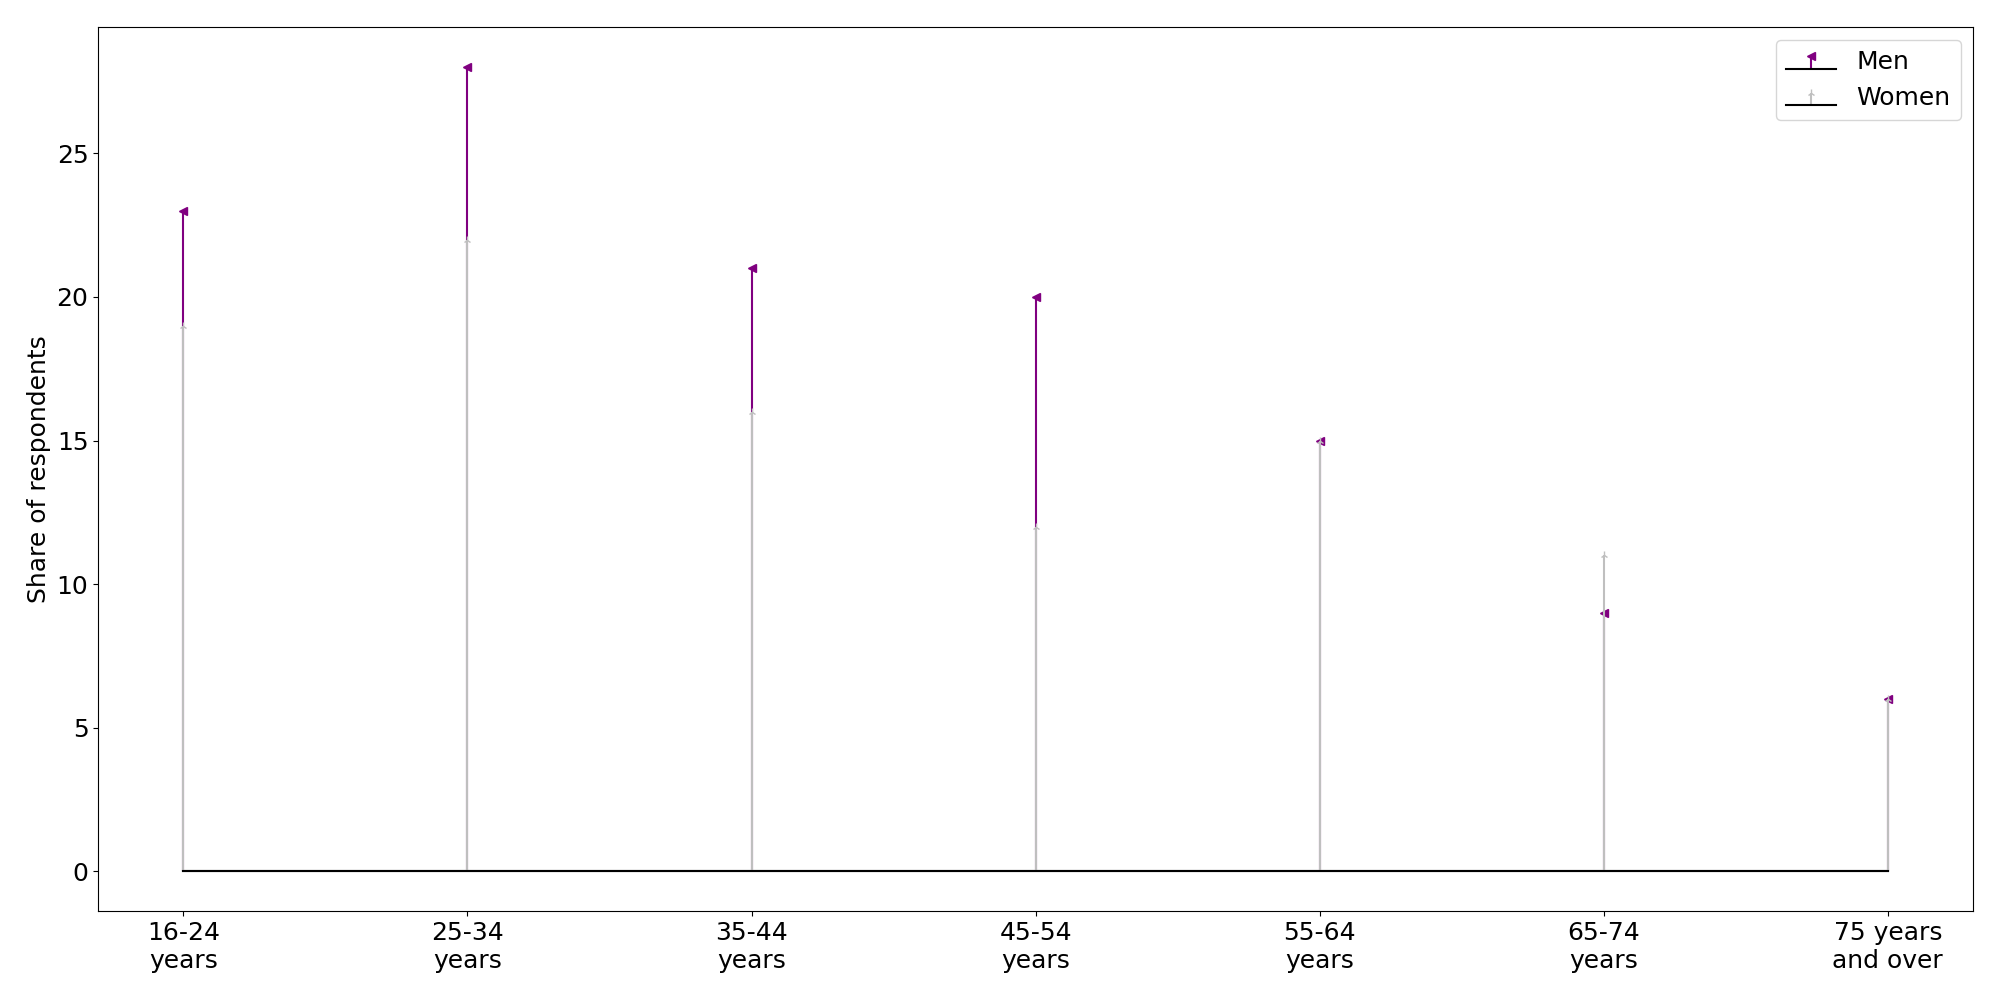 Men
Women
Share of respondents
25
20
15
10
5
0
16-24
years
25-34
years
35-44
years
45-54
years
55-64
years
65-74
years
75 years
and over